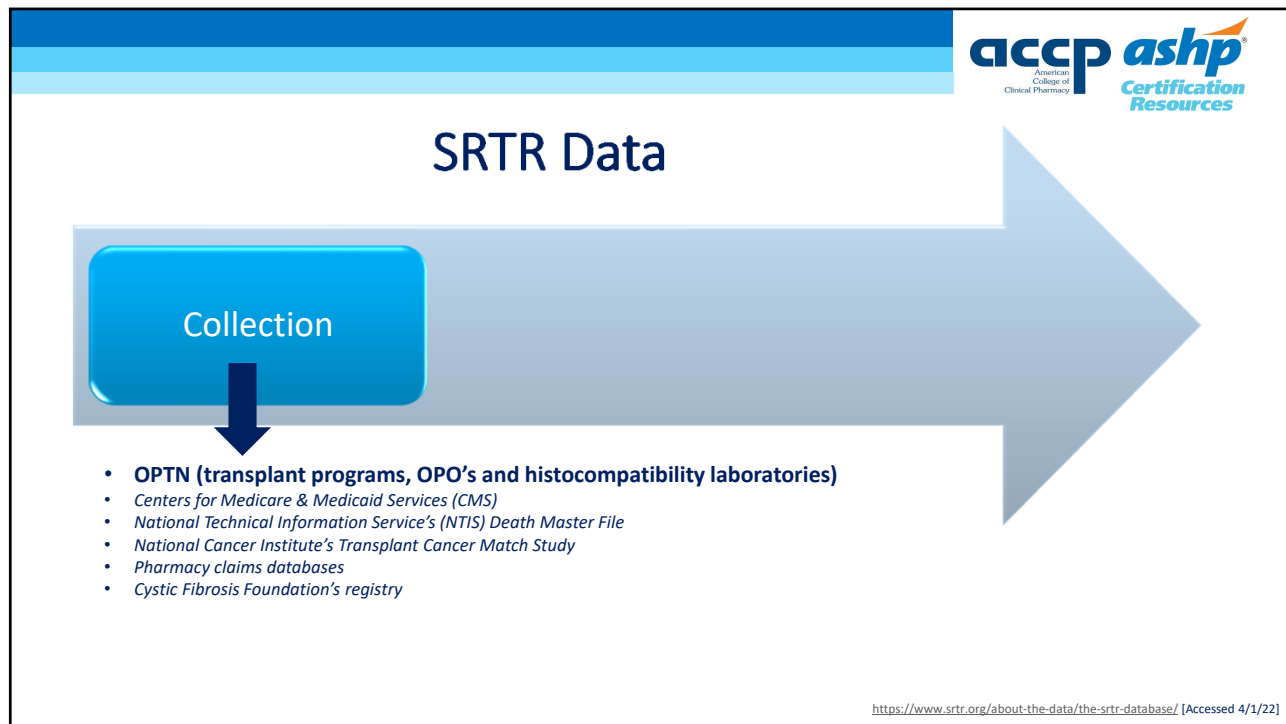 accp
American
College of
Clinical Pharmacy
ashp®
Certification
Resources
SRTR Data
Collection
• OPTN (transplant programs, OPO’s and histocompatibility laboratories)
• Centers for Medicare & Medicaid Services (CMS)
• National Technical Information Service’s (NTIS) Death Master File
• National Cancer Institute’s Transplant Cancer Match Study
• Pharmacy claims databases
• Cystic Fibrosis Foundation’s registry
https://www.srtr.org/about-the-data/the-srtr-database/ [Accessed 4/1/22]